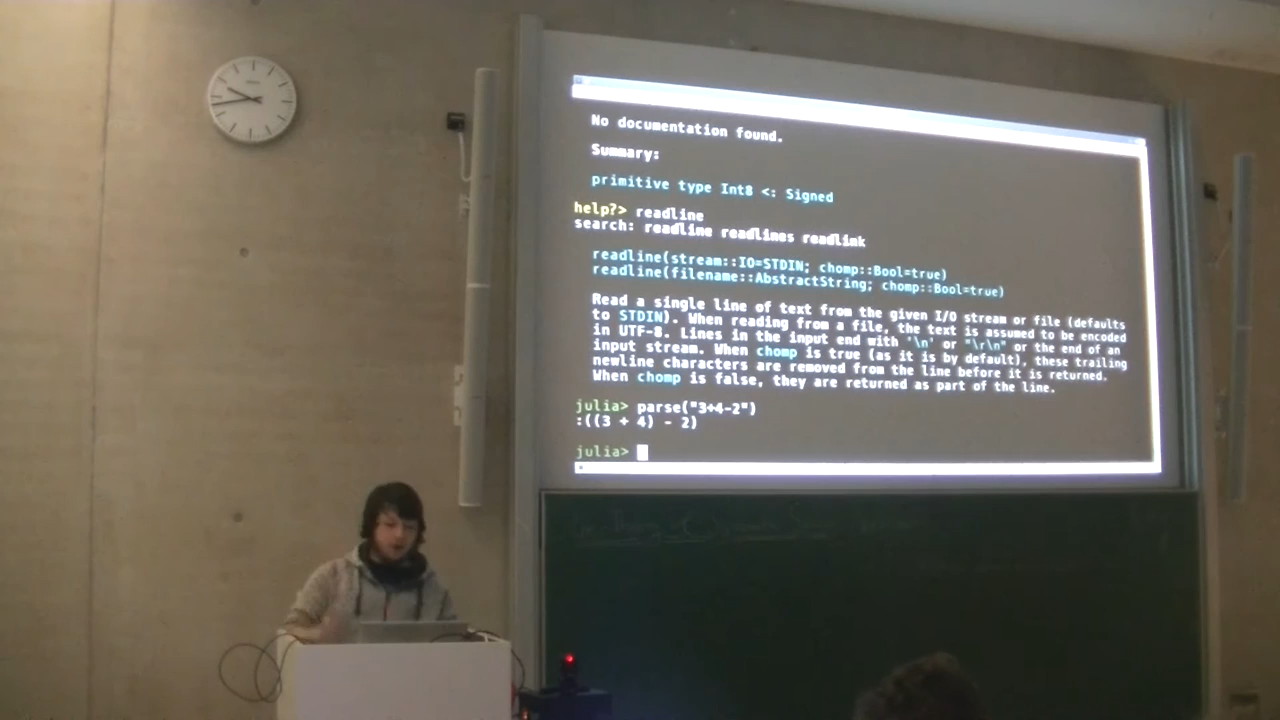 No documentation found.
Summary:
primitive type Int8 <: Signed
help?> readline
search: readline readlines readlink
readline(stream::IO=STDIN; chomp::Bool=true)
readline(filename::AbstractString; chomp::Bool=true)
Read a single line of text from the given I/O stream or file (defaults
to STDIN). When reading from a file, the text is assumed to be encoded
in UTF-8. Lines in the input end with '\n' or "\r\n" or the end of an
input stream. When chomp is true (as it is by default), these trailing
newline characters are removed from the line before it is returned.
When chomp is false, they are returned as part of the line.
julia> parse("3+4-2")
:((3 + 4) - 2)
julia>